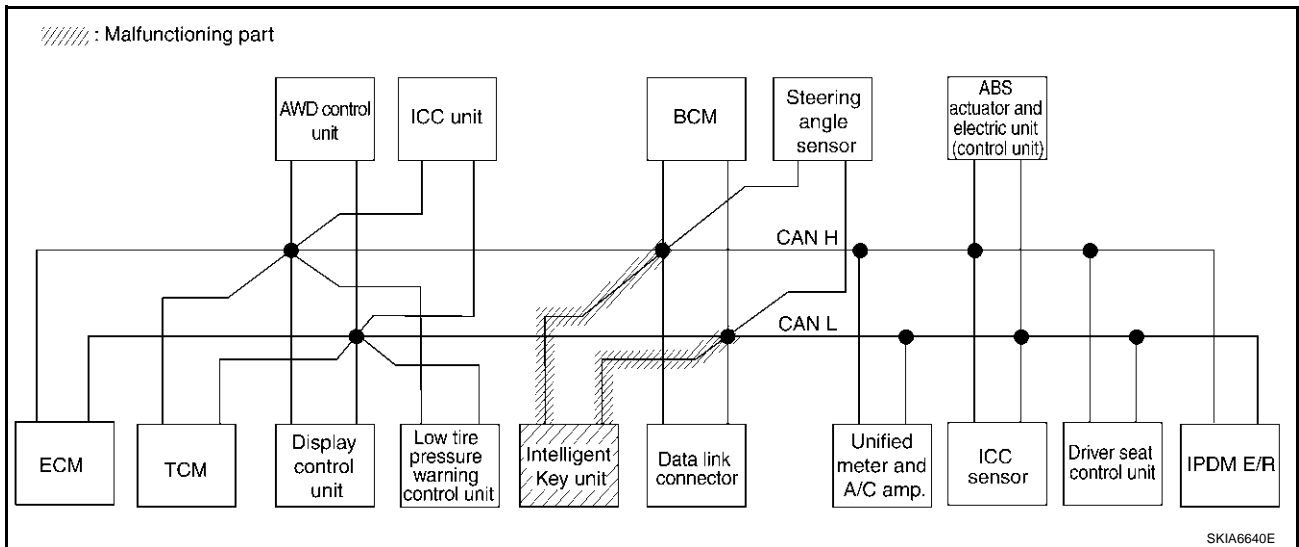 : Malfunctioning part
AWD control
unit
ICC unit
BCM
Steering
angle
sensor
ABS
actuator and
electric unit
(control unit)
CAN H
CAN L
ECM
TCM
Display
control
unit
Low tire
pressure
warning
control unit
Intelligent
Key unit
Data link
connector
Unified
meter and
A/C amp.
ICC
sensor
Driver seat
control unit
IPDM E/R
SKIA6640E